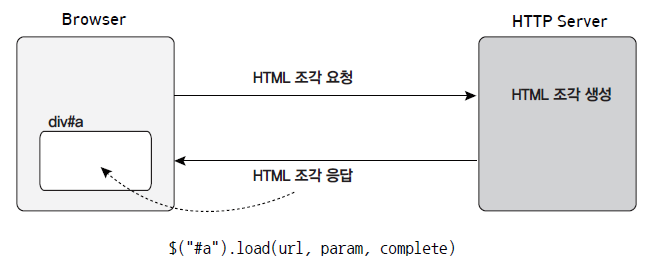 Browser
HTTP Server
HTML 조각 요청
HTML 조각 생성
div#a
HTML 조각 응답
$("#a").load(url, param, complete)